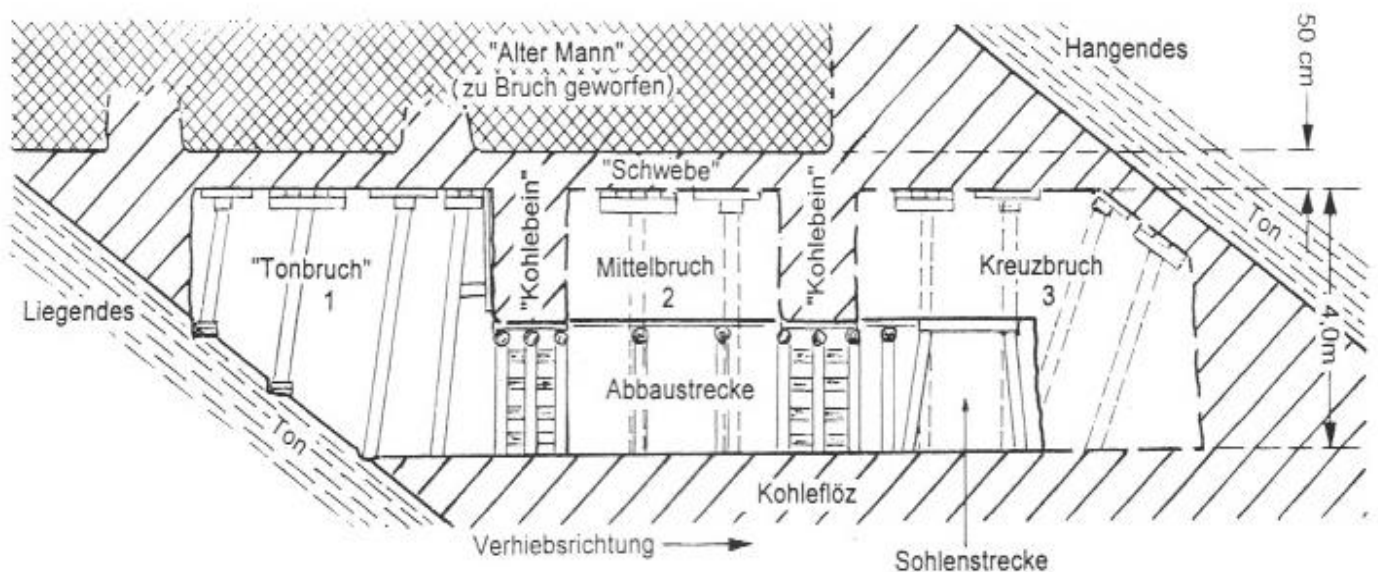 "Alter Mann"
(zu Bruch geworfen)
Hangendes
50 cm
"Schwebe"
"Kohlebein"
"Kohlebein"
Ton
"Tonbruch"
1
Mittelbruch
2
Kreuzbruch
3
Liegendes
4,0m
Abbaustrecke
Ton
Kohleflöz
Verhiebsrichtung
Sohlenstrecke